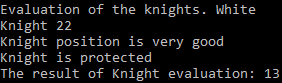 Evaluation of the knights. White
Knight 22
Knight position is very good
Knight is protected
The result of Knight evaluation: 13